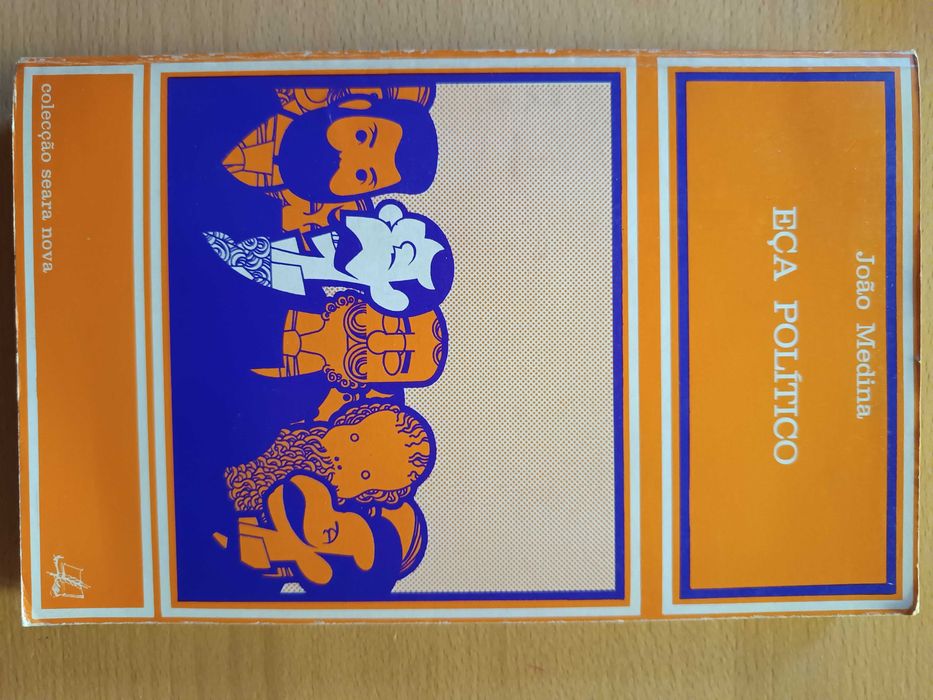 João Medina
EÇA POLÍTICO
colecção seara nova